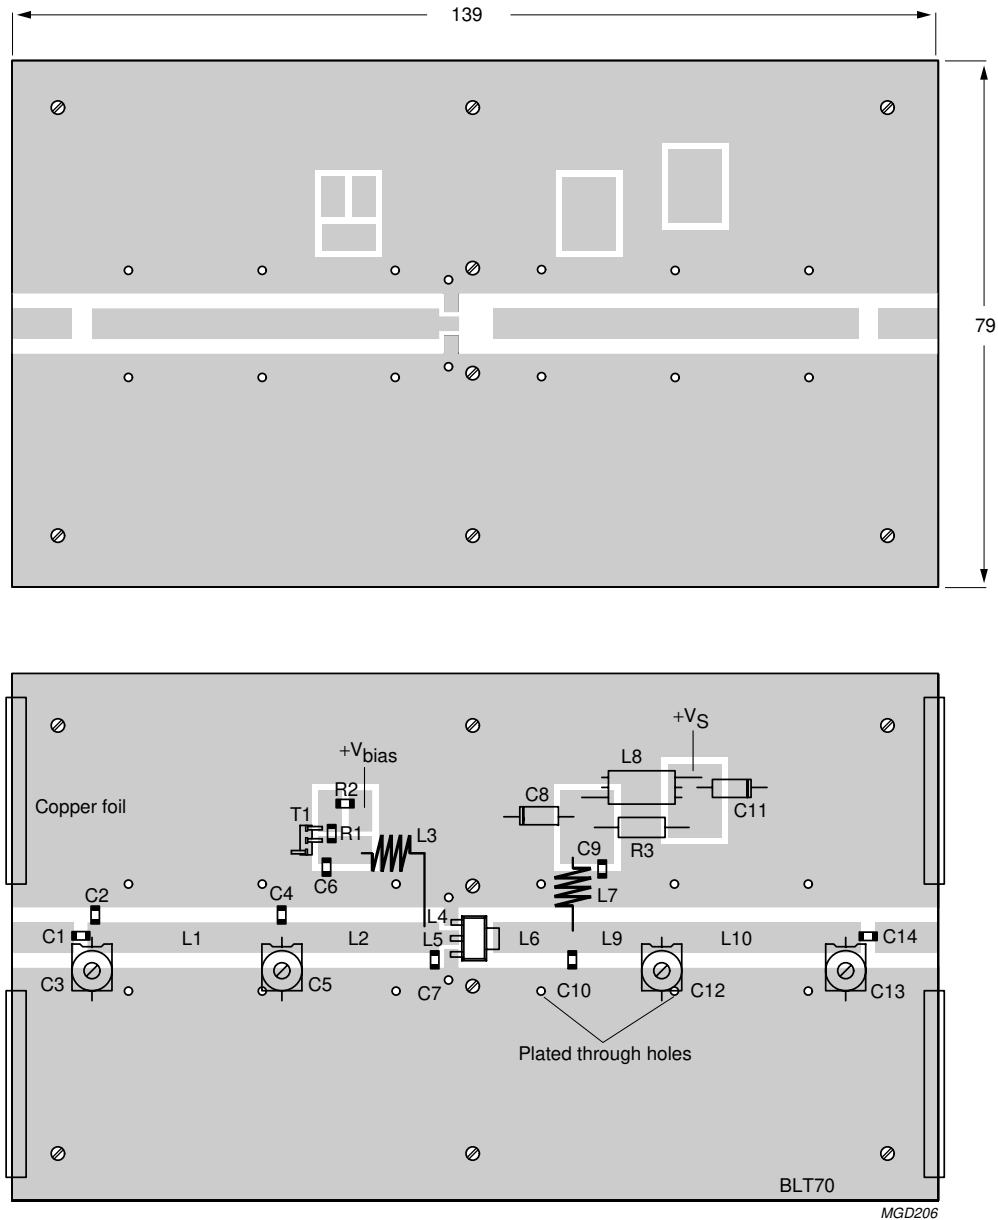 139
79
+VS
L8
+Vbias
R2
C8
C11
Copper foil
T1
R1
L3
R3
C9
C6
L7
C2
C4
L4
C1
L1
L2
L5
L6
L9
L10
C14
C3
C5
C7
C10
C12
C13
Plated through holes
BLT70
MGD206